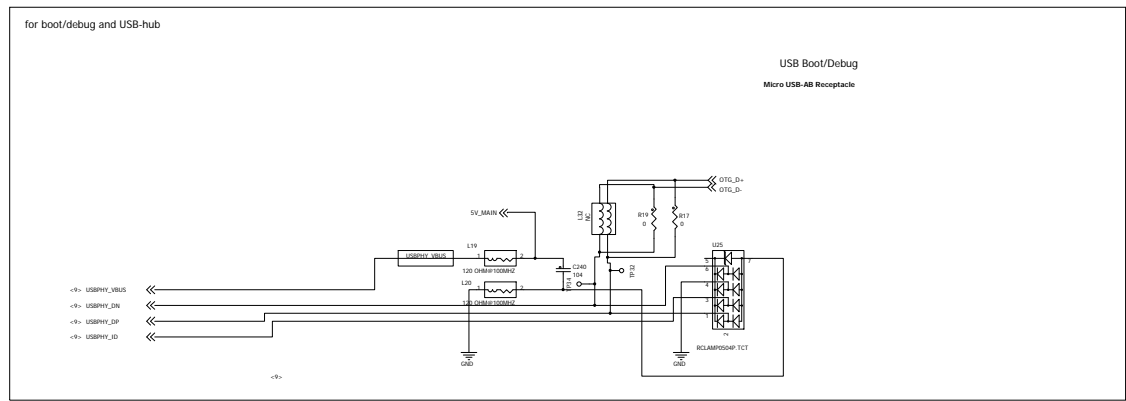 for boot/debug and USB-hub
USB Boot/Debug
Micro USB-AB Receptacle
OTG_D+
OTG_D-
5V_MAIN
L32
NC
R19
0
R17
0
U25
L19
USBPHY_VBUS
1
2
120 OHM@100MHZ
C240
104
TP34
TP32
L20
1
2
120 OHM@100MHZ
5
7
6
4
3
1
2
<9> USBPHY_VBUS
<9> USBPHY_DN
<9> USBPHY_DP
<9> USBPHY_ID
RCLAMP0504P.TCT
GND
GND
<9>